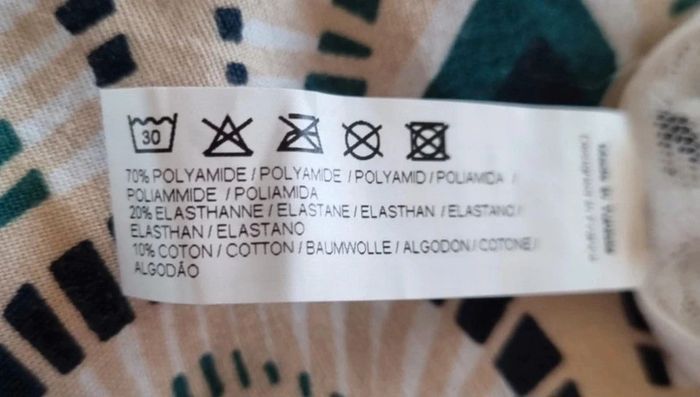 30
70% POLYAMIDE / POLYAMIDE / POLYAMID / POLIAMIDA /
POLIAMMIDE / POLIAMIDA
20% ELASTHANNE / ELASTANE / ELASTHAN / ELASTANO /
ELASTHAN / ELASTANO
10% COTON / COTTON / BAUMWOLLE / ALGODON / COTONE /
ALGODÃO